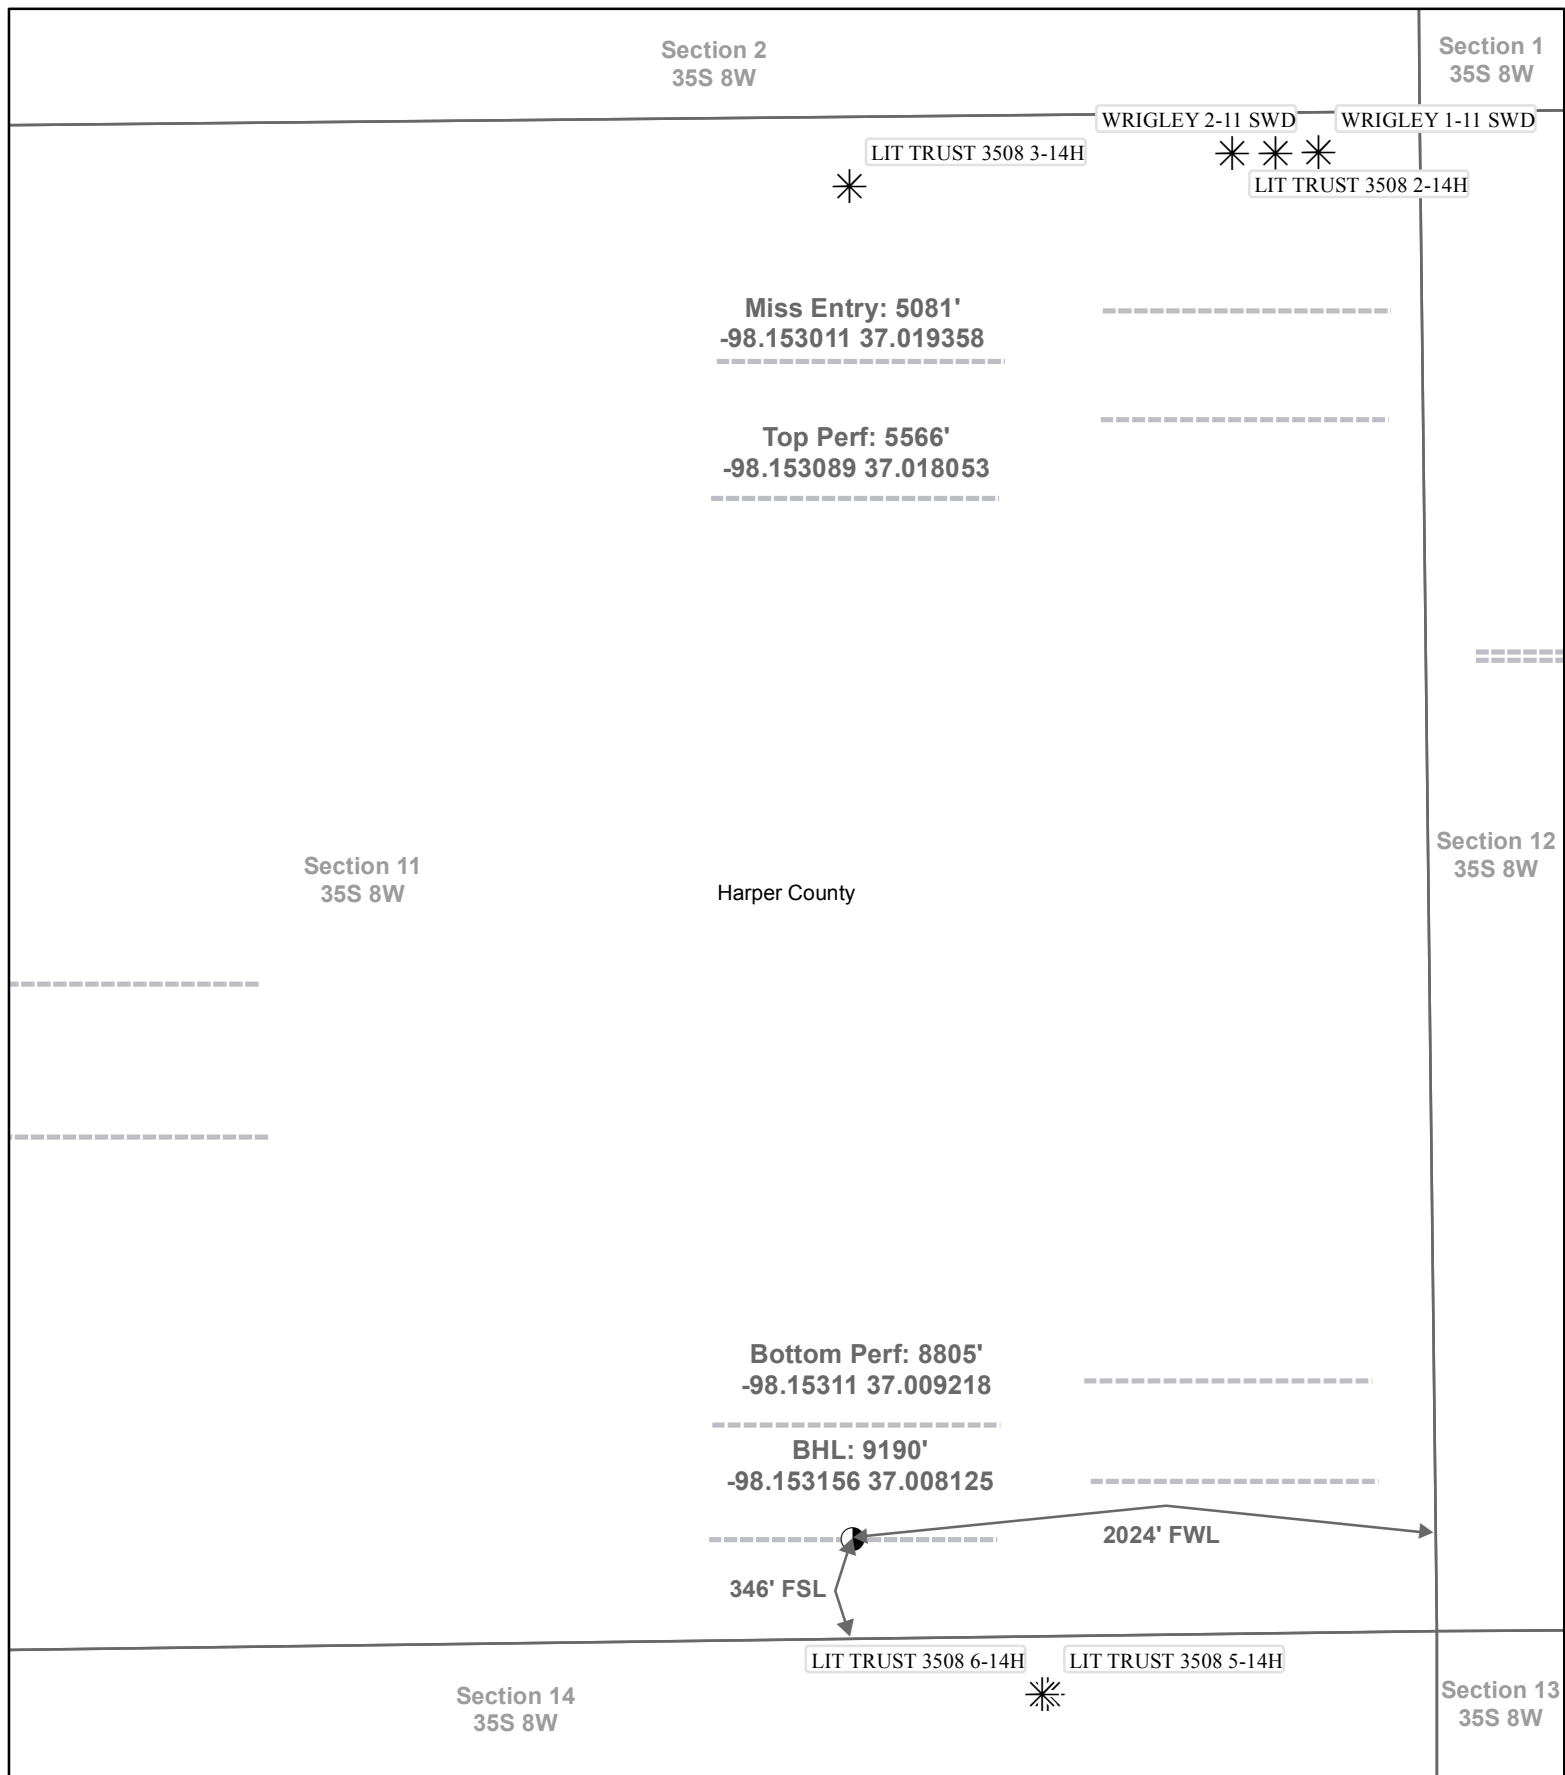 Section 2
35S 8W
Section 1
35S 8W
WRIGLEY 2-11 SWD
WRIGLEY 1-11 SWD
LIT TRUST 3508 3-14H
LIT TRUST 3508 2-14H
Miss Entry: 5081'
-98.153011 37.019358
Top Perf: 5566'
-98.153089 37.018053
Section 12
35S 8W
Section 11
35S 8W
Harper County
Bottom Perf: 8805'
-98.15311 37.009218
BHL: 9190'
-98.153156 37.008125
2024' FWL
346' FSL
LIT TRUST 3508 6-14H
LIT TRUST 3508 5-14H
Section 14
35S 8W
Section 13
35S 8W